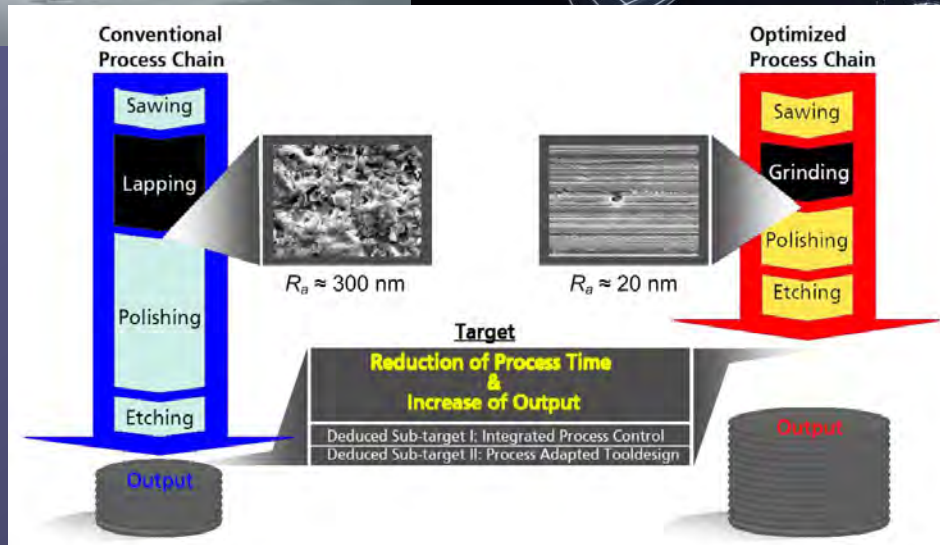 Conventional
Process Chain
Sawing
Lapping
Polishing
Etching
Output
Rₐ ≈ 300 nm
Rₐ ≈ 20 nm
Target
Reduction of Process Time
&
Increase of Output
Deduced Sub-target I: Integrated Process Control
Deduced Sub-target II: Process Adapted Tooldesign
Optimized
Process Chain
Sawing
Grinding
Polishing
Etching
Output